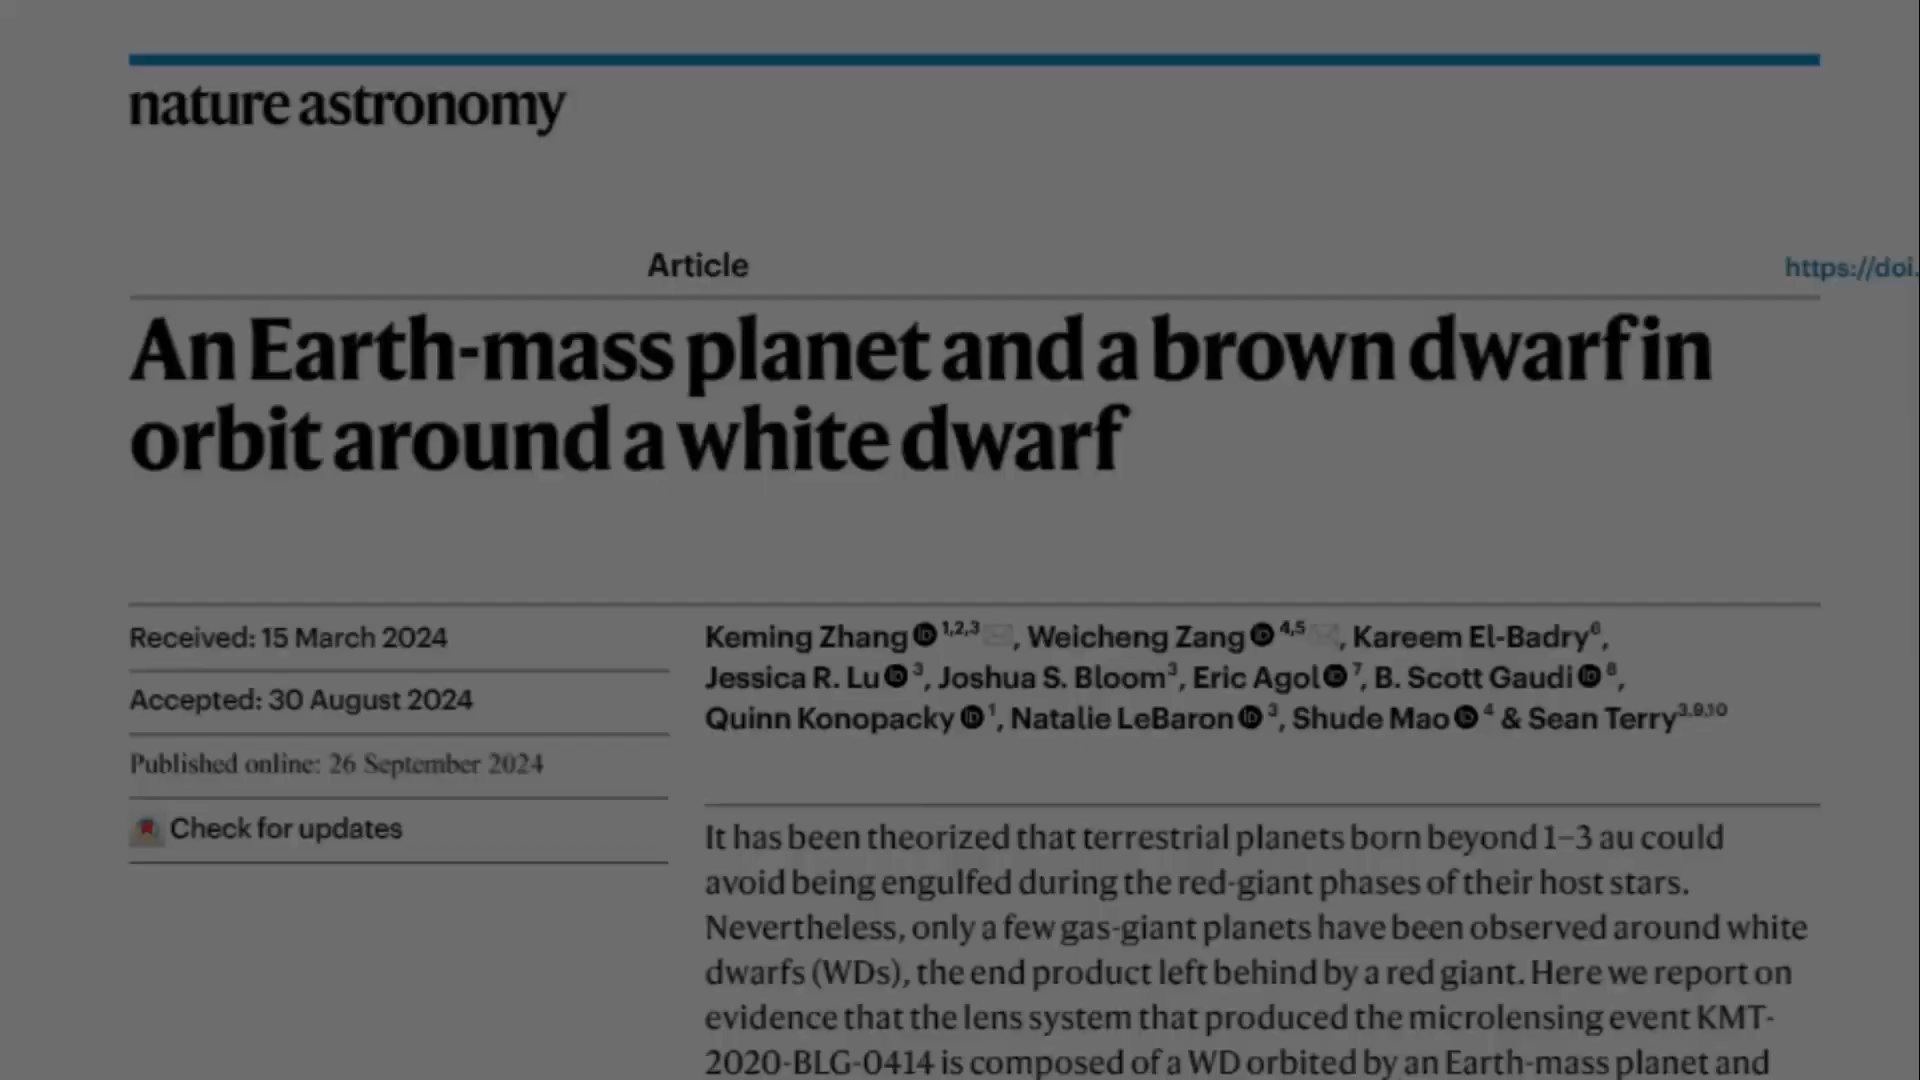 nature astronomy
Article
https://doi.
An Earth-mass planet and a brown dwarf in
orbit around a white dwarf
Received: 15 March 2024
Accepted: 30 August 2024
Published online: 26 September 2024
Check for updates
Keming Zhang 1,2,3, Weicheng Zang 4,5, Kareem El-Badry6,
Jessica R. Lu 3, Joshua S. Bloom3, Eric Agol 7, B. Scott Gaudi 8,
Quinn Konopacky 1, Natalie LeBaron 3, Shude Mao 4 & Sean Terry3,9,10
It has been theorized that terrestrial planets born beyond 1–3 au could
avoid being engulfed during the red-giant phases of their host stars.
Nevertheless, only a few gas-giant planets have been observed around white
dwarfs (WDs), the end product left behind by a red giant. Here we report on
evidence that the lens system that produced the microlensing event KMT-
2020-BLG-0414 is composed of a WD orbited by an Earth-mass planet and